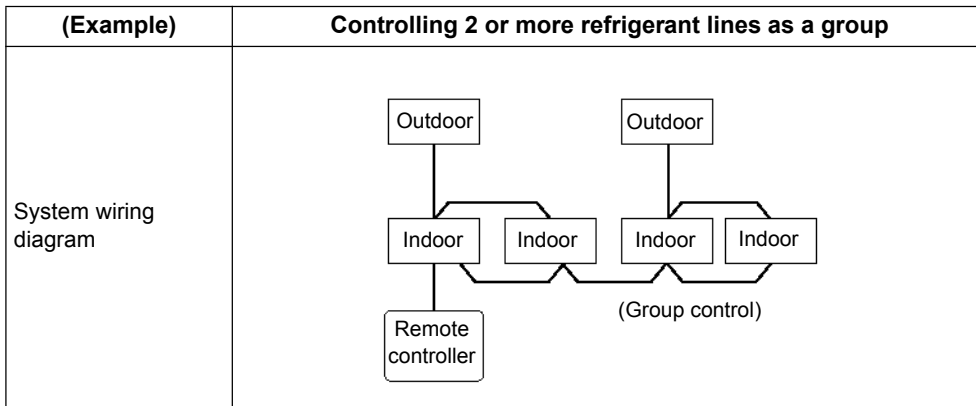 (Example)
Controlling 2 or more refrigerant lines as a group
System wiring
diagram
Outdoor
Outdoor
Indoor
Indoor
Indoor
Indoor
(Group control)
Remote
controller